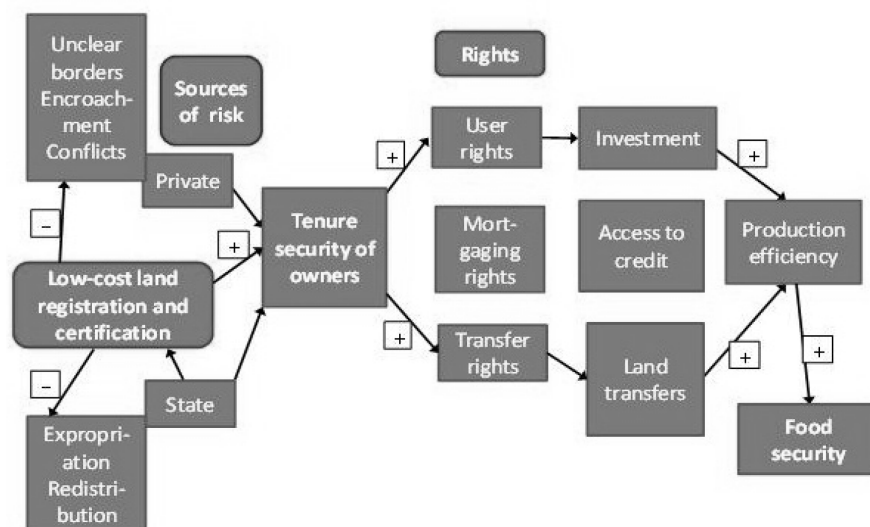 Unclear
borders
Encroach-
ment
Conflicts
Sources
of risk
Rights
Private
+
User
rights
Investment
+
–
+
Tenure
security of
owners
Mort-
gaging
rights
Access to
credit
Production
efficiency
Low-cost land
registration and
certification
+
Transfer
rights
Land
transfers
+
+
–
State
Expropri-
ation
Redistri-
bution
Food
security